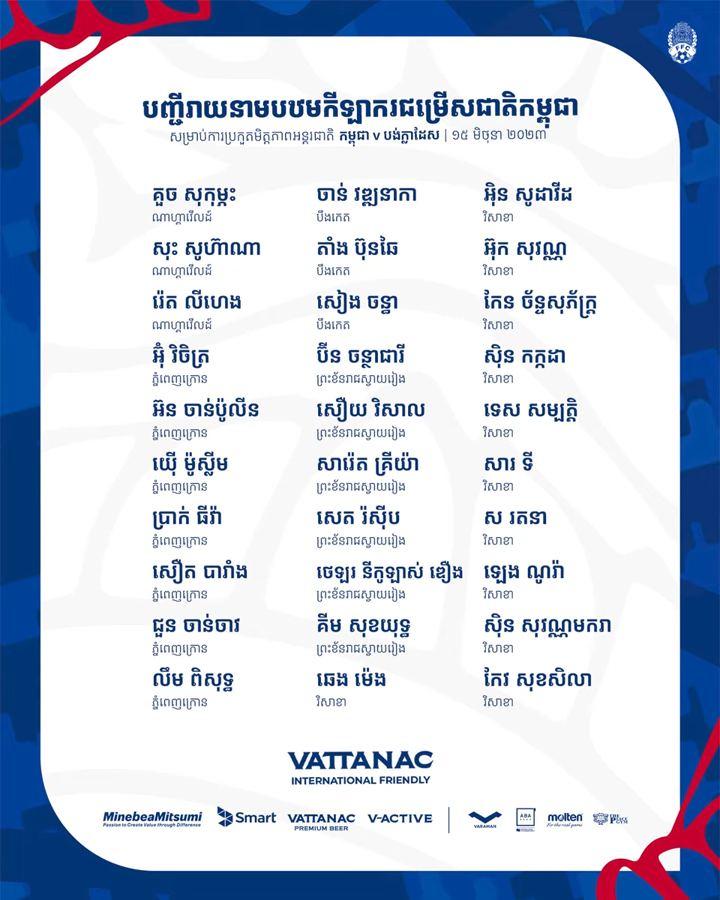 FFC
បញ្ជីរាយនាមបឋមកីឡាករជម្រើសជាតិកម្ពុជា
សម្រាប់ការប្រកួតមិត្តភាពអន្តរជាតិ កម្ពុជា v បង់ក្លាដែស | ១៥ មិថុនា ២០២៣
គួច សុកុម្ភះ
ណាហ្គាវើលដ៍
សុះ សូហ៊ាណា
ណាហ្គាវើលដ៍
រ៉េត លីហេង
ណាហ្គាវើលដ៍
អ៊ុំ វិចិត្រ
ភ្នំពេញក្រោន
អ៊ន ចាន់ប៉ូលីន
ភ្នំពេញក្រោន
យើ ម៉ូស្លីម
ភ្នំពេញក្រោន
ប្រាក់ ធីវ៉ា
ភ្នំពេញក្រោន
សឿត បារាំង
ភ្នំពេញក្រោន
ជួន ចាន់ចាវ
ភ្នំពេញក្រោន
លឹម ពិសុទ្ធ
ភ្នំពេញក្រោន
ចាន់ វឌ្ឍនាកា
បឹងកេត
តាំង ប៊ុនឆៃ
បឹងកេត
សៀង ចន្ធា
បឹងកេត
ប៊ីន ចន្ថាជារី
ព្រះខ័នរាជស្វាយរៀង
សឿយ វិសាល
ព្រះខ័នរាជស្វាយរៀង
សារ៉េត គ្រីយ៉ា
ព្រះខ័នរាជស្វាយរៀង
សេត រ៉ស៊ីប
ព្រះខ័នរាជស្វាយរៀង
ថេឡរ នីកូឡាស់ ឌឿង
ព្រះខ័នរាជស្វាយរៀង
គីម សុខយុទ្ធ
ព្រះខ័នរាជស្វាយរៀង
ឆេង ម៉េង
វិសាខា
អ៊ិន សូដាវីដ
វិសាខា
អ៊ុក សុវណ្ណ
វិសាខា
កែន ច័ន្ទសុភ័ក្ត្រ
វិសាខា
ស៊ិន កក្កដា
វិសាខា
ទេស សម្បត្តិ
វិសាខា
សារ ទី
វិសាខា
ស រតនា
វិសាខា
ឡេង ណូរ៉ា
វិសាខា
ស៊ិន សុវណ្ណមករា
វិសាខា
កែវ សុខសិលា
វិសាខា
VATTANAC
INTERNATIONAL FRIENDLY
MinebeaMitsumi
Passion to Create Value through Difference
Smart
VATTANAC
PREMIUM BEER
V-ACTIVE
VARAMAN
ABA
molten
For the real game